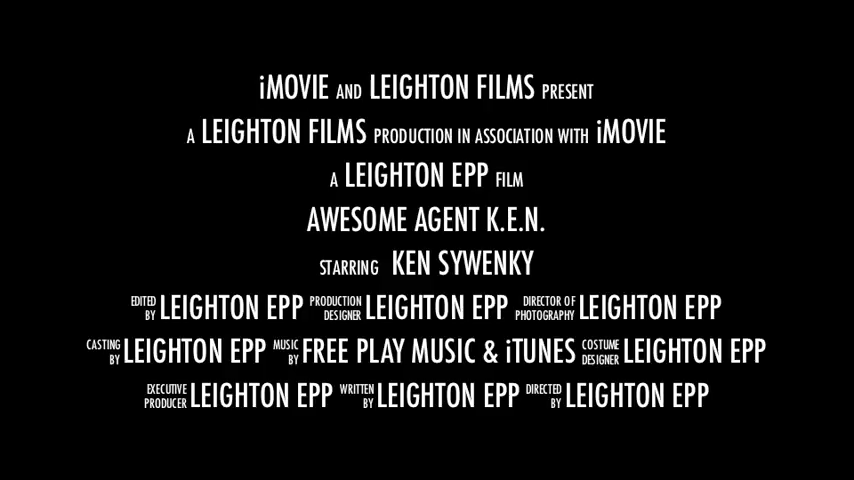 iMOVIE AND LEIGHTON FILMS PRESENT
A LEIGHTON FILMS PRODUCTION IN ASSOCIATION WITH iMOVIE
A LEIGHTON EPP FILM
AWESOME AGENT K.E.N.
STARRING KEN SYWENKY
EDITED BY LEIGHTON EPP PRODUCTION DESIGNER LEIGHTON EPP DIRECTOR OF PHOTOGRAPHY LEIGHTON EPP
CASTING BY LEIGHTON EPP MUSIC BY FREE PLAY MUSIC & iTUNES COSTUME DESIGNER LEIGHTON EPP
EXECUTIVE PRODUCER LEIGHTON EPP WRITTEN BY LEIGHTON EPP DIRECTED BY LEIGHTON EPP